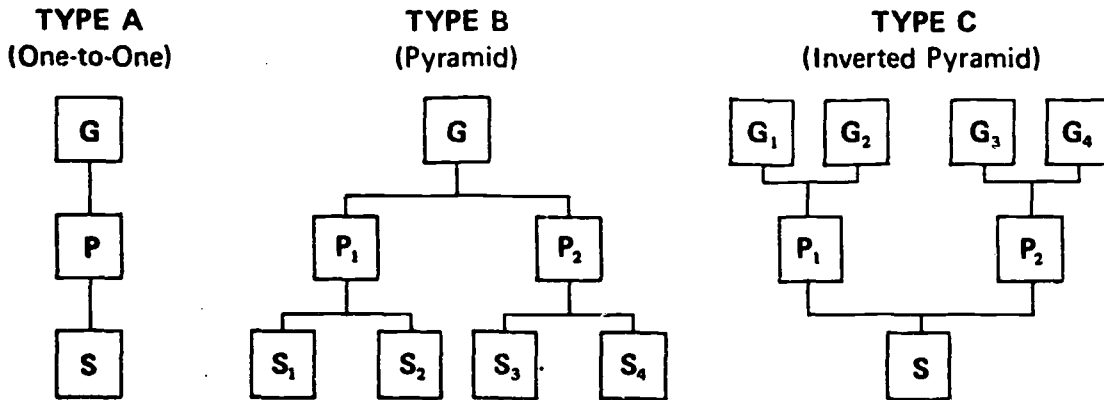 TYPE A
(One-to-One)
G
P
S
TYPE B
(Pyramid)
G
P₁ P₂
S₁ S₂ S₃ S₄
TYPE C
(Inverted Pyramid)
G₁ G₂ G₃ G₄
P₁ P₂
S